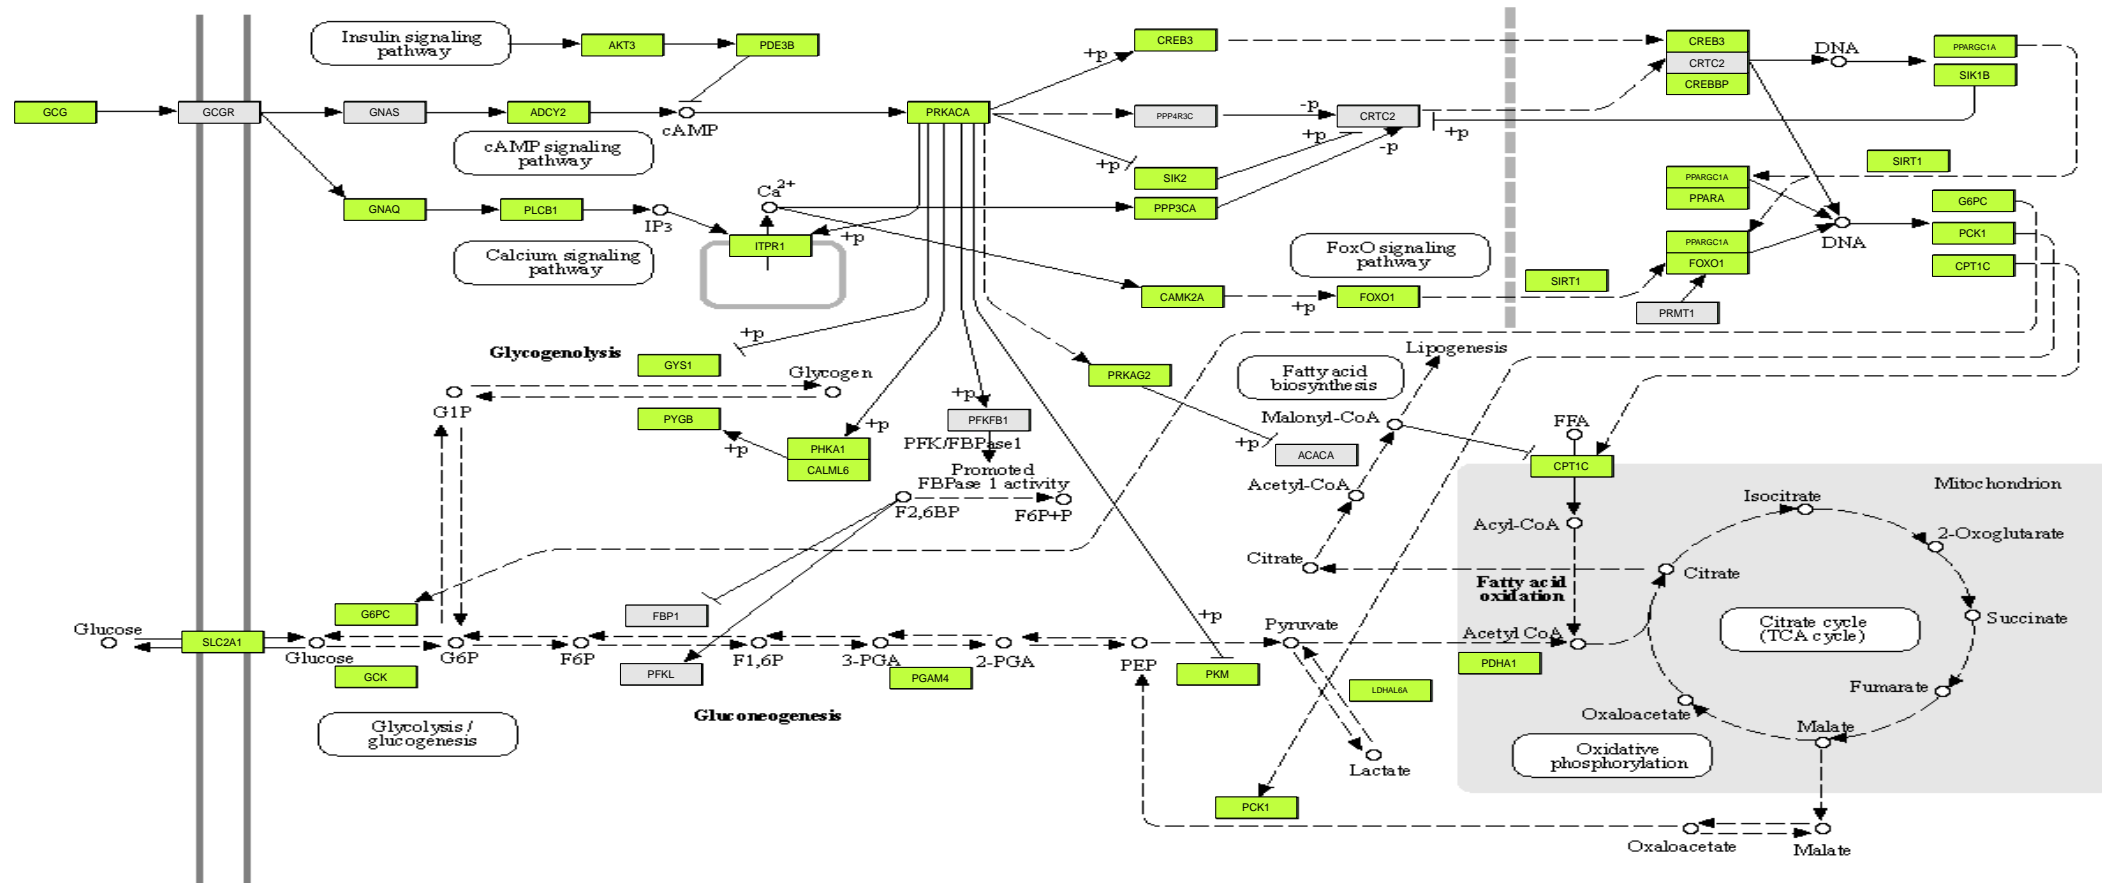 Insulin signaling
pathway
AKT3
PDE3B
CREB3
CREB3
CRTC2
CREBBP
DNA
PPARGC1A
SIK1B
+p
GCG
GCGR
GNAS
ADCY2
cAMP
PRKACA
PPP4R3C
-p
CRTC2
+p
cAMP signaling
pathway
+p
+p
-p
SIK2
SIRT1
PPARGC1A
PPARA
GNAQ
PLCB1
IP3
Ca2+
PPP3CA
G6PC
DNA
PCK1
ITPR1
+p
Calcium signaling
pathway
FoxO signaling
pathway
PPARGC1A
FOXO1
CPT1C
SIRT1
CAMK2A
+p
FOXO1
PRMT1
+p
Glycogenolysis
GYS1
Glycogen
G1P
PRKAG2
Lipogenesis
Fatty acid
biosynthesis
PYGB
+p
+p
PHKA1
CALML6
+p
PFKFB1
PFK/FBPase1
Promoted
FBPase 1 activity
F2,6BP
F6P+P
Malonyl-CoA
+p
ACACA
Acetyl-CoA
FFA
CPT1C
Mitochondrion
Isocitrate
Acyl-CoA
2-Oxoglutarate
Citrate
Citrate
Fatty acid
oxidation
G6PC
FBP1
+p
Succinate
Citrate cycle
(TCA cycle)
Glucose
SLC2A1
Glucose
G6P
F6P
F1,6P
3-PGA
2-PGA
PEP
Pyruvate
Acetyl CoA
GCK
PFKL
PGAM4
PKM
LDHAL6A
PDHA1
Fumarate
Oxaloacetate
Malate
Gluconeogenesis
Glycolysis /
glucogenesis
Oxidative
phosphorylation
Lactate
PCK1
Oxaloacetate
Malate